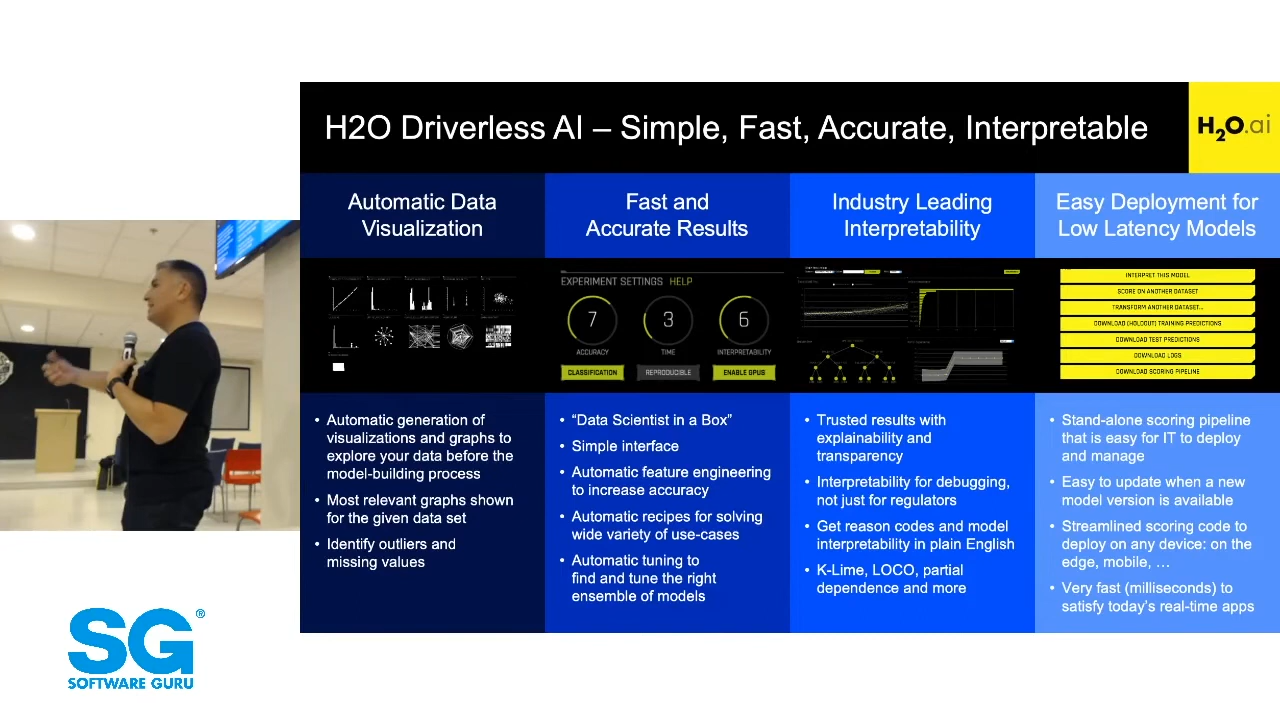 H2O Driverless AI – Simple, Fast, Accurate, Interpretable
H2O.ai
Automatic Data
Visualization
Fast and
Accurate Results
Industry Leading
Interpretability
Easy Deployment for
Low Latency Models
EXPERIMENT SETTINGS HELP
7
3
6
ACCURACY
TIME
INTERPRETABILITY
CLASSIFICATION
REPRODUCIBLE
ENABLE GPUS
INTERPRET THIS MODEL
SCORE ON ANOTHER DATASET
TRANSFORM ANOTHER DATASET...
DOWNLOAD (HOLDOUT) TRAINING PREDICTIONS
DOWNLOAD TEST PREDICTIONS
DOWNLOAD LOGS
DOWNLOAD SCORING PIPELINE
• Automatic generation of
visualizations and graphs to
explore your data before the
model-building process
• Most relevant graphs shown
for the given data set
• Identify outliers and
missing values
• “Data Scientist in a Box”
• Simple interface
• Automatic feature engineering
to increase accuracy
• Automatic recipes for solving
wide variety of use-cases
• Automatic tuning to
find and tune the right
ensemble of models
• Trusted results with
explainability and
transparency
• Interpretability for debugging,
not just for regulators
• Get reason codes and model
interpretability in plain English
• K-Lime, LOCO, partial
dependence and more
• Stand-alone scoring pipeline
that is easy for IT to deploy
and manage
• Easy to update when a new
model version is available
• Streamlined scoring code to
deploy on any device: on the
edge, mobile, …
• Very fast (milliseconds) to
satisfy today’s real-time apps
SG®
SOFTWARE GURU